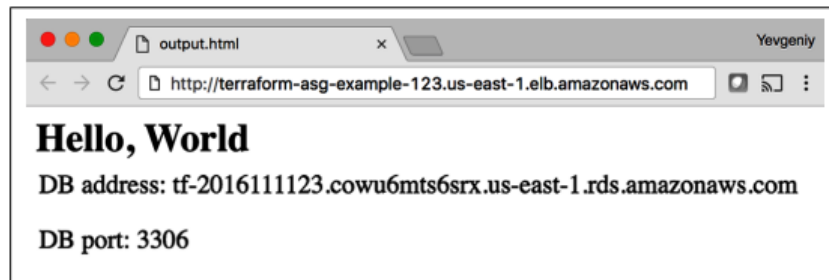 output.html
Yevgeniy
http://terraform-asg-example-123.us-east-1.elb.amazonaws.com
Hello, World
DB address: tf-2016111123.cowu6mts6srx.us-east-1.rds.amazonaws.com
DB port: 3306